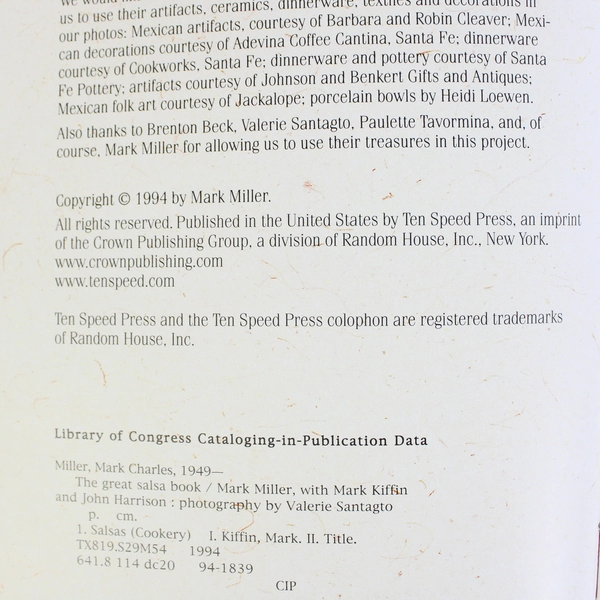 us to use their artifacts, ceramics, dinnerware, textiles and decorations in
our photos: Mexican artifacts, courtesy of Barbara and Robin Cleaver; Mexi-
can decorations courtesy of Adevina Coffee Cantina, Santa Fe; dinnerware
courtesy of Cookworks, Santa Fe; dinnerware and pottery courtesy of Santa
Fe Pottery; artifacts courtesy of Johnson and Benkert Gifts and Antiques;
Mexican folk art courtesy of Jackalope; porcelain bowls by Heidi Loewen.
Also thanks to Brenton Beck, Valerie Santagto, Paulette Tavormina, and, of
course, Mark Miller for allowing us to use their treasures in this project.
Copyright © 1994 by Mark Miller.
All rights reserved. Published in the United States by Ten Speed Press, an imprint
of the Crown Publishing Group, a division of Random House, Inc., New York.
www.crownpublishing.com
www.tenspeed.com
Ten Speed Press and the Ten Speed Press colophon are registered trademarks
of Random House, Inc.
Library of Congress Cataloging-in-Publication Data
Miller, Mark Charles, 1949—
The great salsa book / Mark Miller, with Mark Kiffin
and John Harrison : photography by Valerie Santagto
p. cm.
1. Salsas (Cookery) I. Kiffin, Mark. II. Title.
TX819.S29M54 1994
641.8 114 dc20 94-1839
CIP